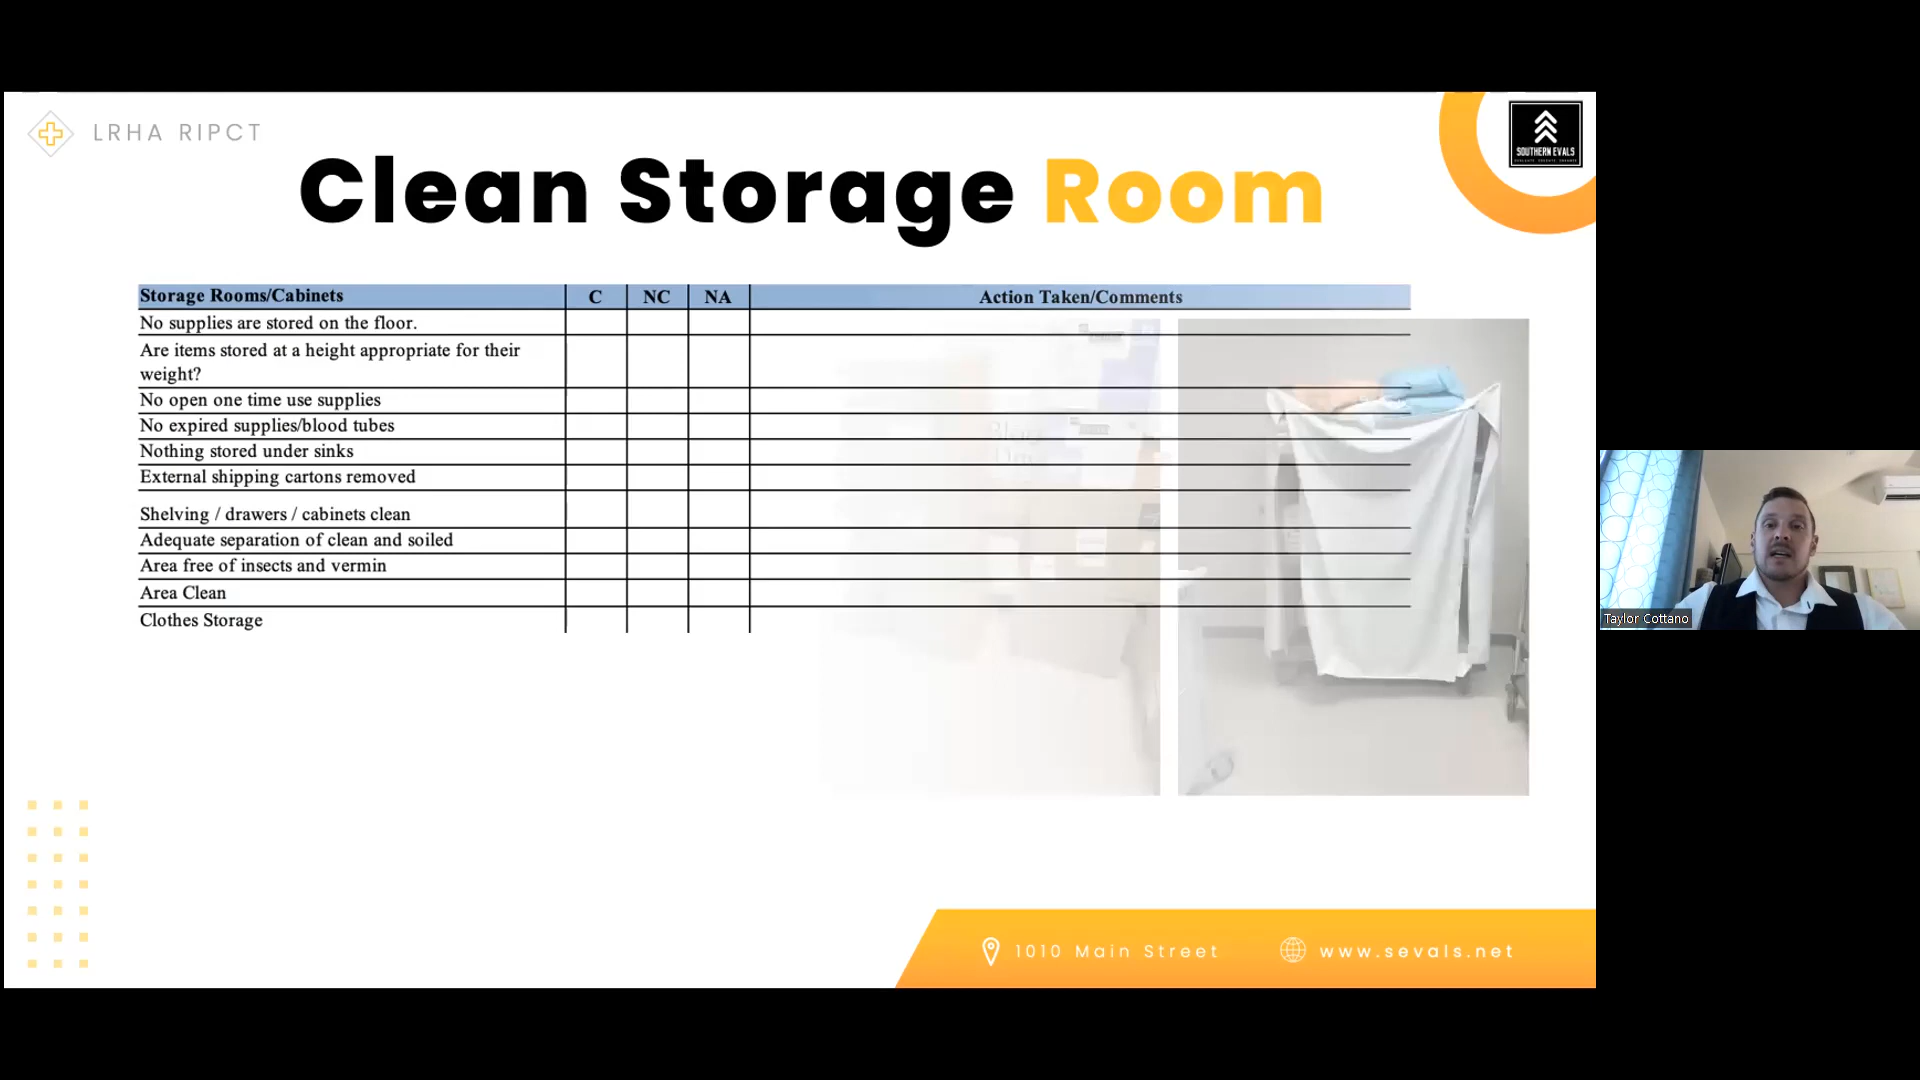 LRHA RIPCT
SOUTHERN EVALS
Clean Storage Room
Storage Rooms/Cabinets C NC NA Action Taken/Comments
No supplies are stored on the floor.
Are items stored at a height appropriate for their
weight?
No open one time use supplies
No expired supplies/blood tubes
Nothing stored under sinks
External shipping cartons removed
Shelving / drawers / cabinets clean
Adequate separation of clean and soiled
Area free of insects and vermin
Area Clean
Clothes Storage
Taylor Cottano
1010 Main Street www.sevals.net